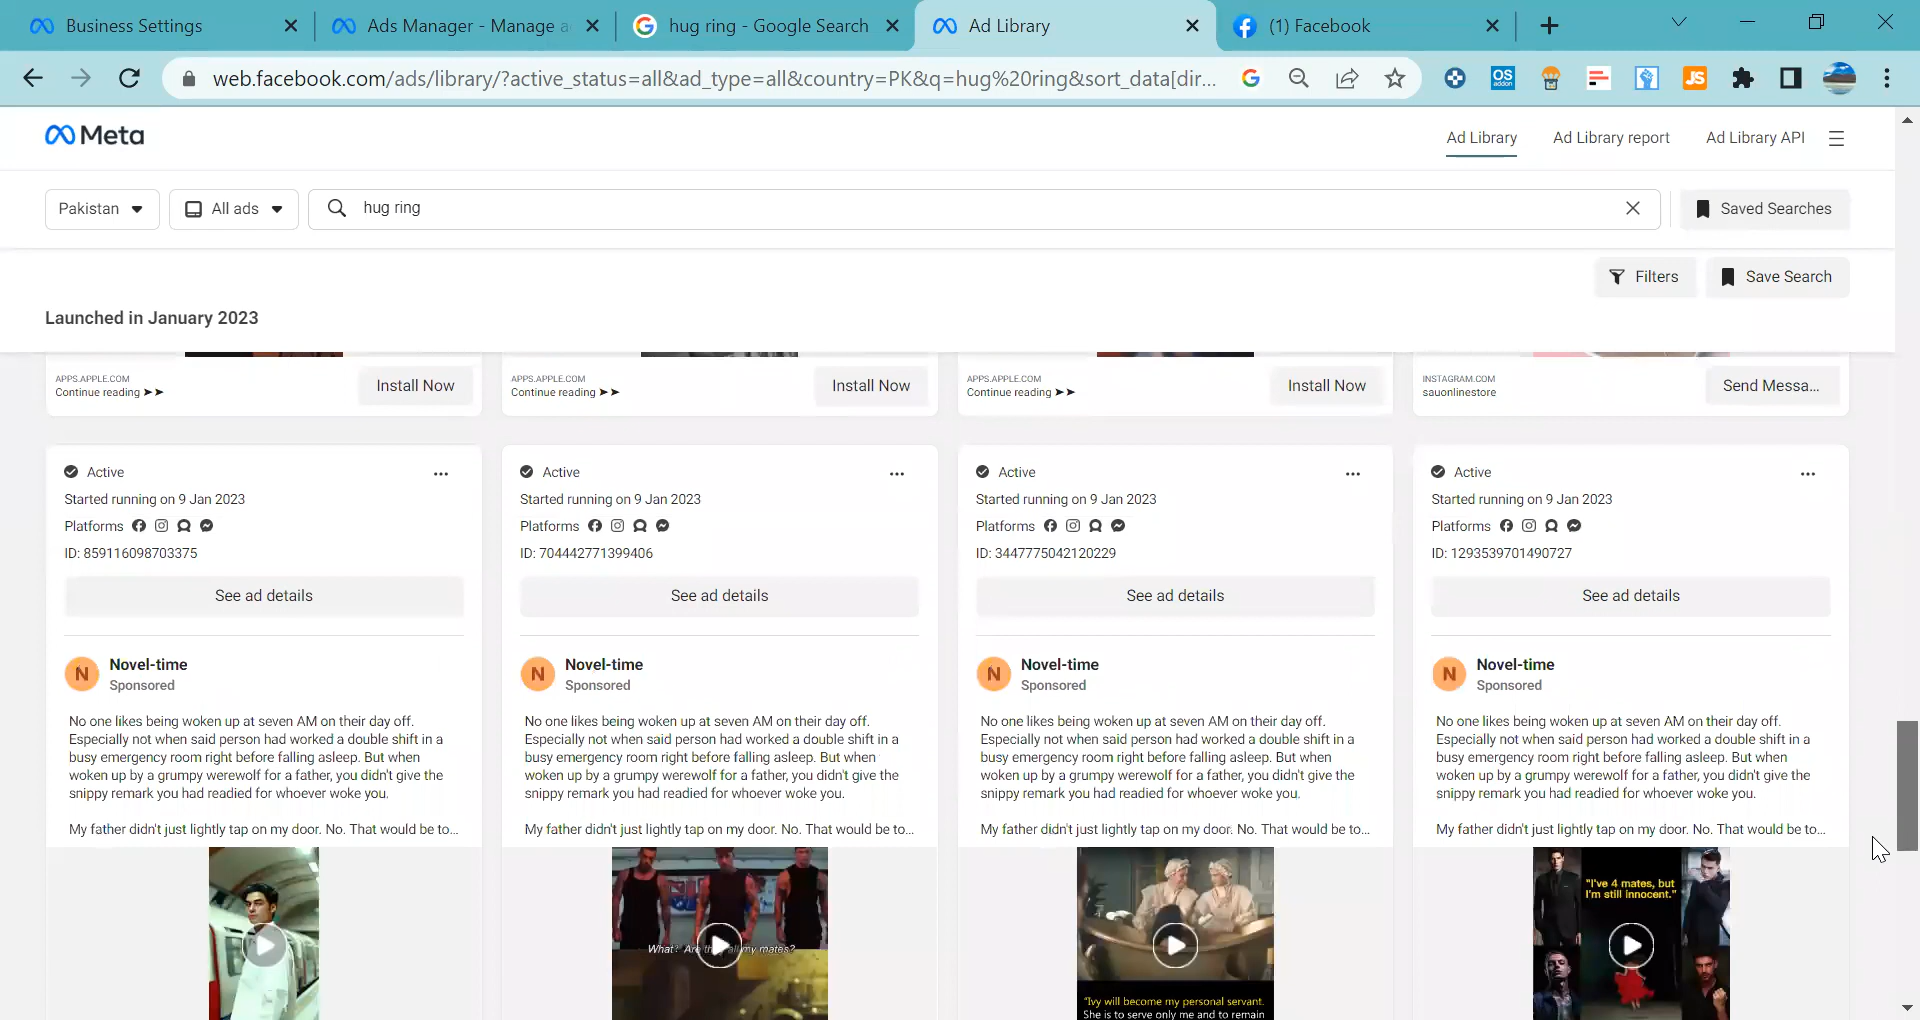 Business Settings
Ads Manager - Manage a
hug ring - Google Search
Ad Library
(1) Facebook
web.facebook.com/ads/library/?active_status=all&ad_type=all&country=PK&q=hug%20ring&sort_data[dir...
OS
addon
JS
Meta
Ad Library
Ad Library report
Ad Library API
Pakistan
All ads
hug ring
Saved Searches
Filters
Save Search
Launched in January 2023
APPS.APPLE.COM
Continue reading ➤➤
Install Now
APPS.APPLE.COM
Continue reading ➤➤
Install Now
APPS.APPLE.COM
Continue reading ➤➤
Install Now
INSTAGRAM.COM
sauonlinestore
Send Messa...
Active
Started running on 9 Jan 2023
Platforms
ID: 859116098703375
See ad details
N
Novel-time
Sponsored
No one likes being woken up at seven AM on their day off.
Especially not when said person had worked a double shift in a
busy emergency room right before falling asleep. But when
woken up by a grumpy werewolf for a father, you didn't give the
snippy remark you had readied for whoever woke you.
My father didn't just lightly tap on my door. No. That would be to...
Active
Started running on 9 Jan 2023
Platforms
ID: 704442771399406
See ad details
N
Novel-time
Sponsored
No one likes being woken up at seven AM on their day off.
Especially not when said person had worked a double shift in a
busy emergency room right before falling asleep. But when
woken up by a grumpy werewolf for a father, you didn't give the
snippy remark you had readied for whoever woke you.
My father didn't just lightly tap on my door. No. That would be to...
What? Are they all my mates?
Active
Started running on 9 Jan 2023
Platforms
ID: 3447775042120229
See ad details
N
Novel-time
Sponsored
No one likes being woken up at seven AM on their day off.
Especially not when said person had worked a double shift in a
busy emergency room right before falling asleep. But when
woken up by a grumpy werewolf for a father, you didn't give the
snippy remark you had readied for whoever woke you.
My father didn't just lightly tap on my door. No. That would be to...
"Ivy will become my personal servant.
She is to serve only me and to remain
Active
Started running on 9 Jan 2023
Platforms
ID: 1293539701490727
See ad details
N
Novel-time
Sponsored
No one likes being woken up at seven AM on their day off.
Especially not when said person had worked a double shift in a
busy emergency room right before falling asleep. But when
woken up by a grumpy werewolf for a father, you didn't give the
snippy remark you had readied for whoever woke you.
My father didn't just lightly tap on my door. No. That would be to...
"I've 4 mates, but
I'm still innocent."